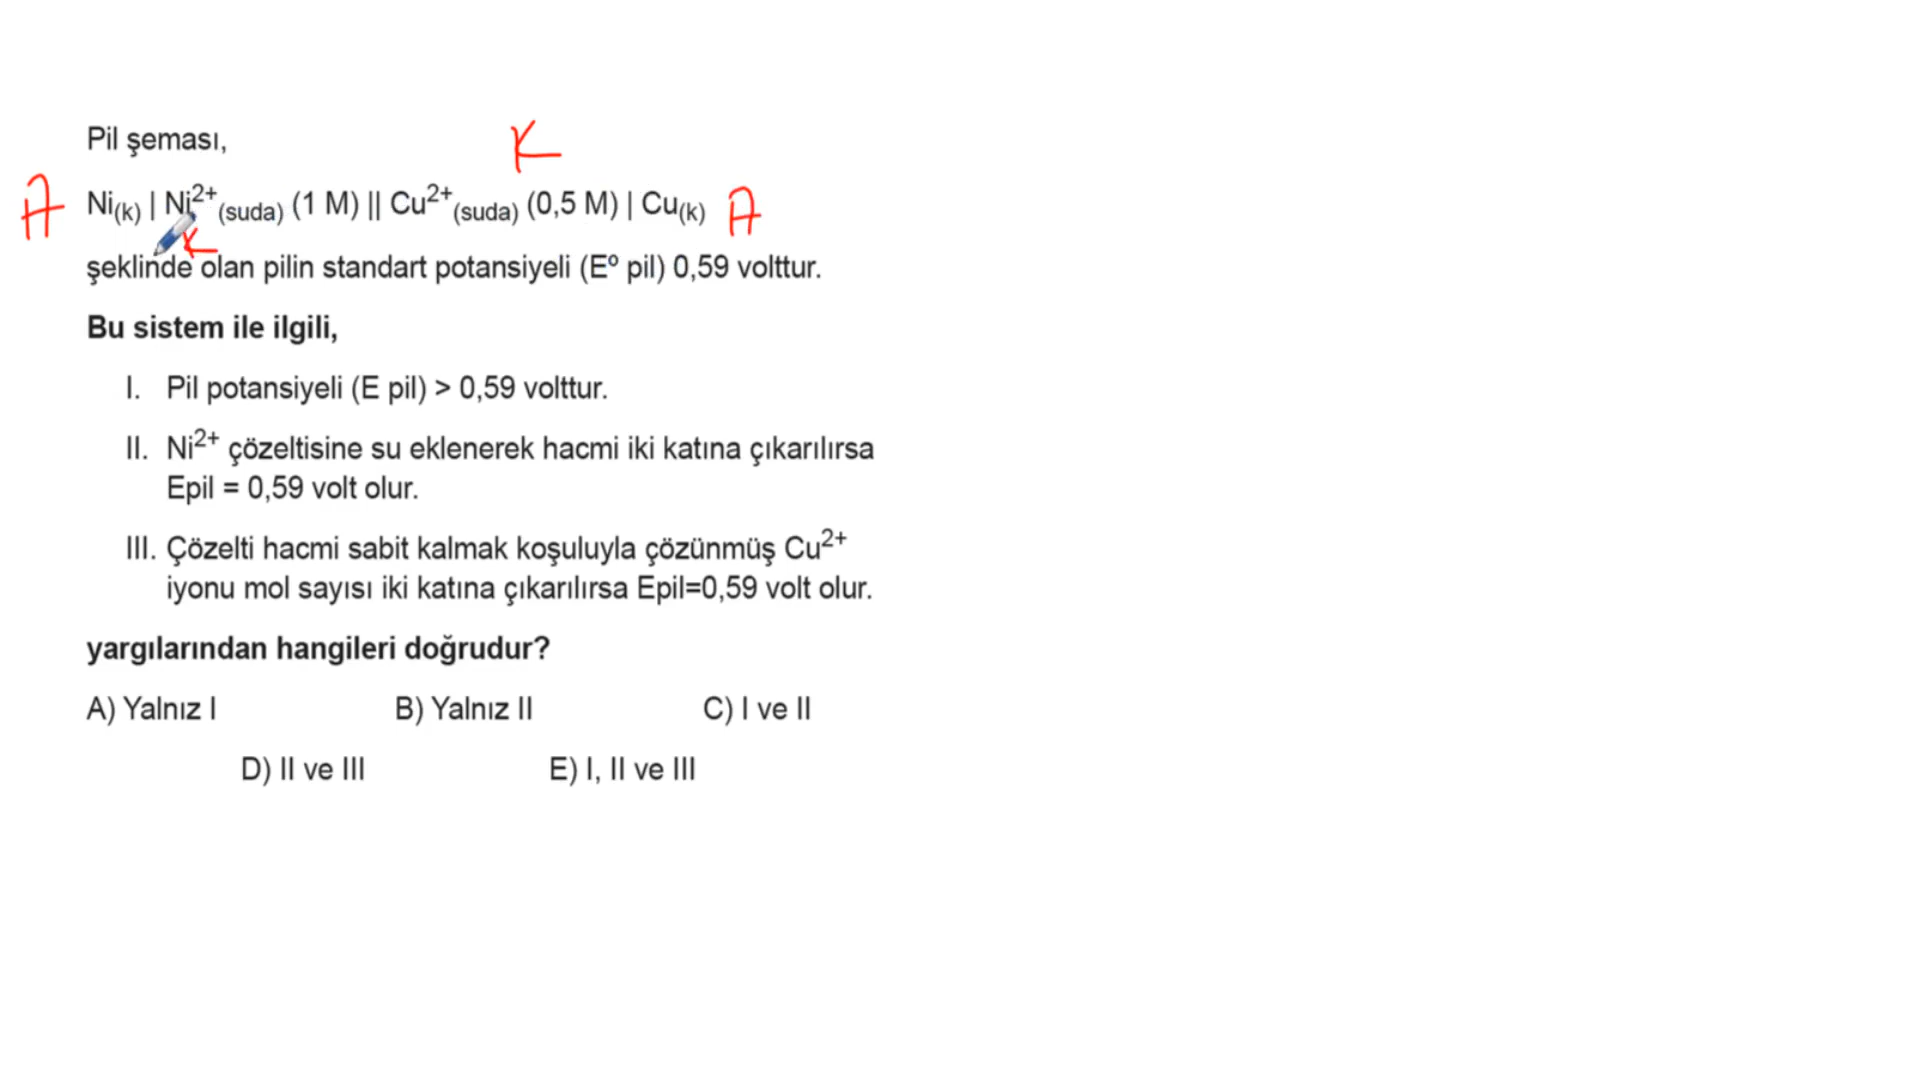 Pil şeması,
K
A Ni(k) | Ni2+(suda) (1 M) || Cu2+(suda) (0,5 M) | Cu(k) A
K
şeklinde olan pilin standart potansiyeli (Eº pil) 0,59 volttur.
Bu sistem ile ilgili,
I. Pil potansiyeli (E pil) > 0,59 volttur.
II. Ni2+ çözeltisine su eklenerek hacmi iki katına çıkarılırsa
Epil = 0,59 volt olur.
III. Çözelti hacmi sabit kalmak koşuluyla çözünmüş Cu2+
iyonu mol sayısı iki katına çıkarılırsa Epil=0,59 volt olur.
yargılarından hangileri doğrudur?
A) Yalnız I B) Yalnız II C) I ve II
D) II ve III E) I, II ve III